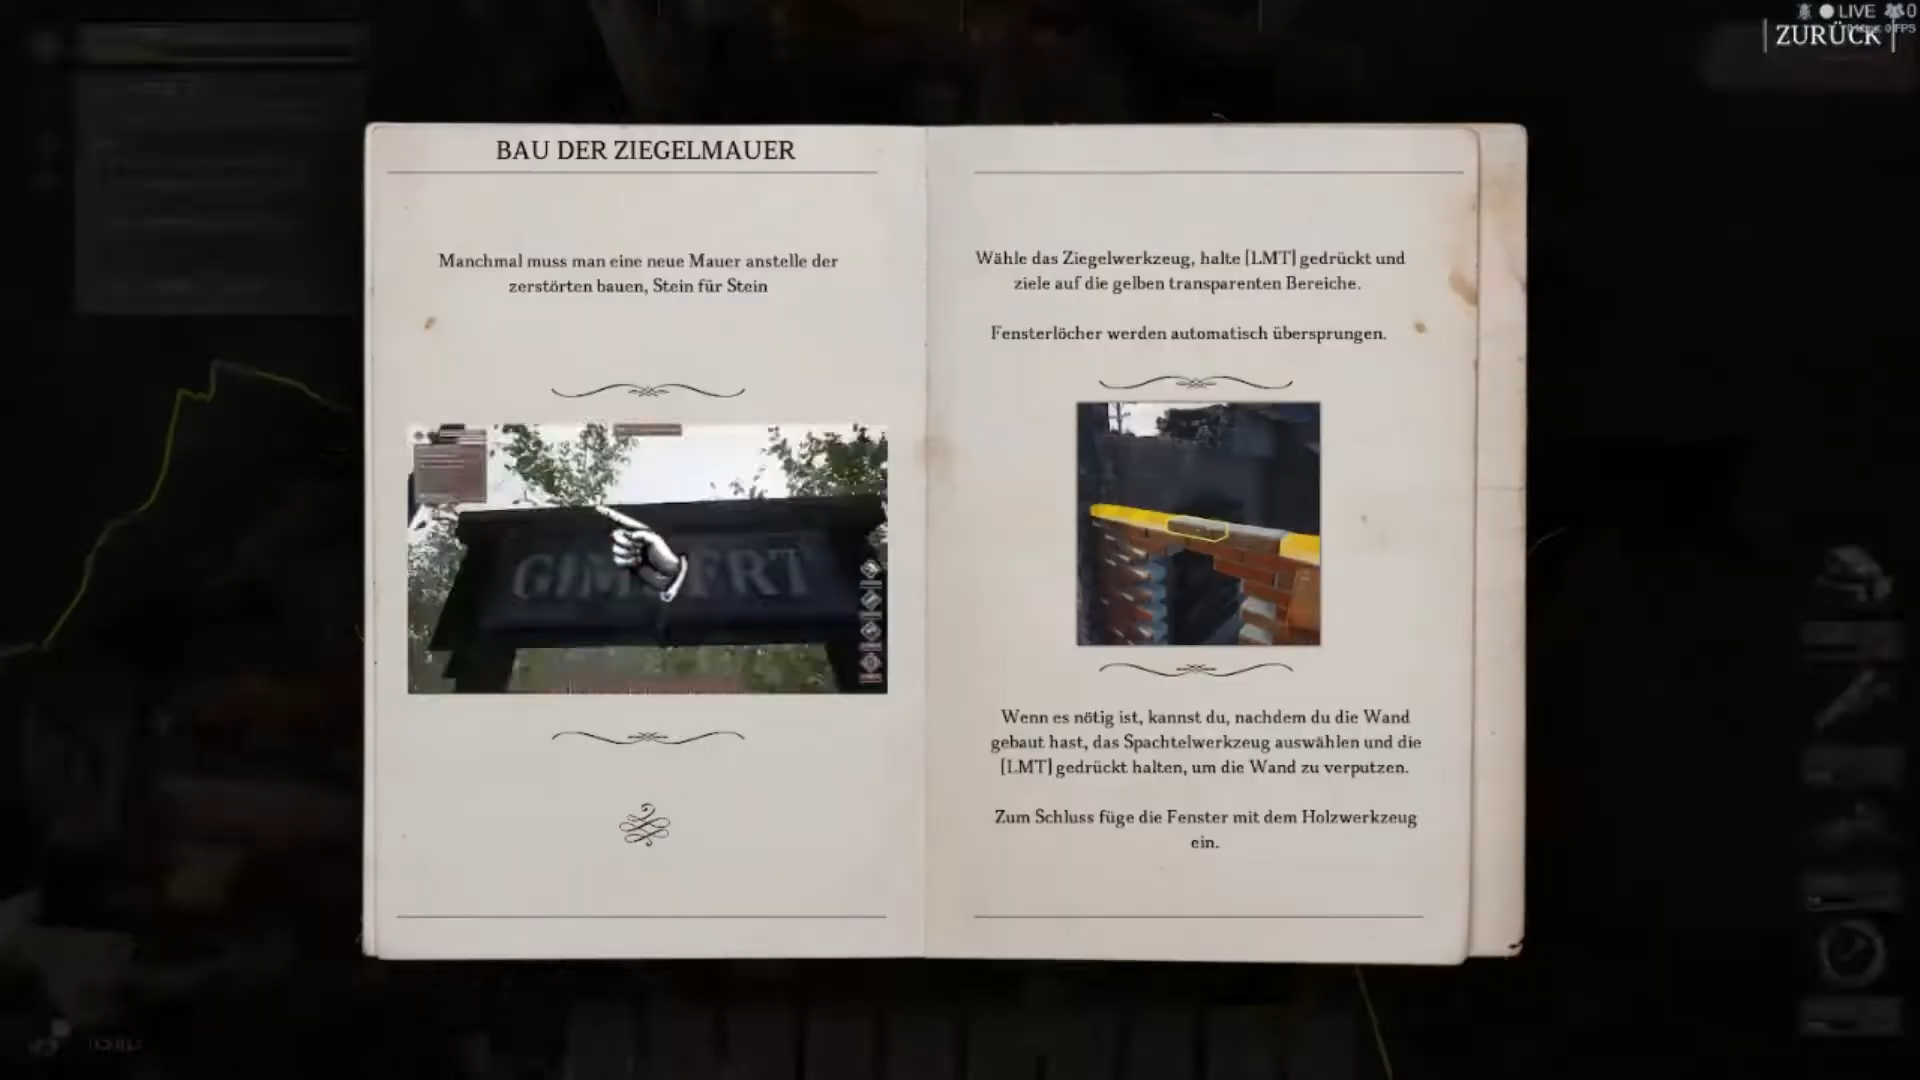 LIVE 0
ZURÜCK
BAU DER ZIEGELMAUER
Manchmal muss man eine neue Mauer anstelle der
zerstörten bauen, Stein für Stein
Wähle das Ziegelwerkzeug, halte [LMT] gedrückt und
ziele auf die gelben transparenten Bereiche.
Fensterlöcher werden automatisch übersprungen.
Wenn es nötig ist, kannst du, nachdem du die Wand
gebaut hast, das Spachtelwerkzeug auswählen und die
[LMT] gedrückt halten, um die Wand zu verputzen.
Zum Schluss füge die Fenster mit dem Holzwerkzeug
ein.